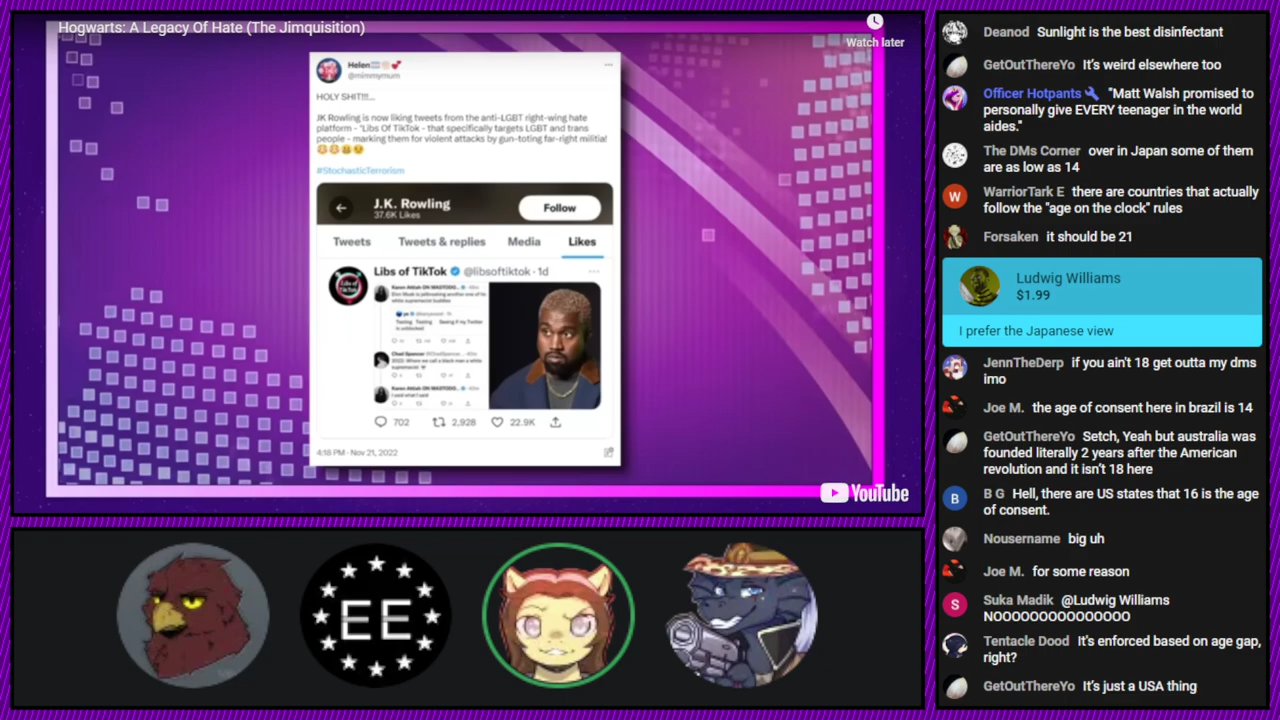 Hogwarts: A Legacy Of Hate (The Jimquisition)
Watch later
Helen
@mimmymum
HOLY SHIT!!!...
JK Rowling is now liking tweets from the anti-LGBT right-wing hate
platform - 'Libs Of TikTok - that specifically targets LGBT and trans
people - marking them for violent attacks by gun-toting far-right militia!
#StochasticTerrorism
J.K. Rowling
37.6K Likes
Follow
Tweets Tweets & replies Media Likes
Libs of TikTok @libsoftiktok · 1d
702 2,928 22.9K
4:18 PM · Nov 21, 2022
YouTube
EE
Deanod Sunlight is the best disinfectant
GetOutThereYo It's weird elsewhere too
Officer Hotpants "Matt Walsh promised to
personally give EVERY woman in the world
aides."
The DM's Corner over in Japan some of them
are as low as 14
WarriorTark E there are countries that actually
follow the "age on the clock" rules
Forsaken it should be 21
Ludwig Williams
$1.99
I prefer the Japanese view
JennTheDerp if your under 25 get outta my dms
imo
Joe M. the age of consent here in brazil is 14
GetOutThereYo Setch, Yeah but australia was
founded really 2 years after the American
revolution and it isn't 18 here
B G Hell, there are US states that 16 is the age
of consent.
Nousername big uh
Joe M. for some reason
Suka Madik @Ludwig Williams
NOOOOOOOOOOOOOO
Tentacle Dood It's enforced based on age gap,
right?
GetOutThereYo It's just a USA thing